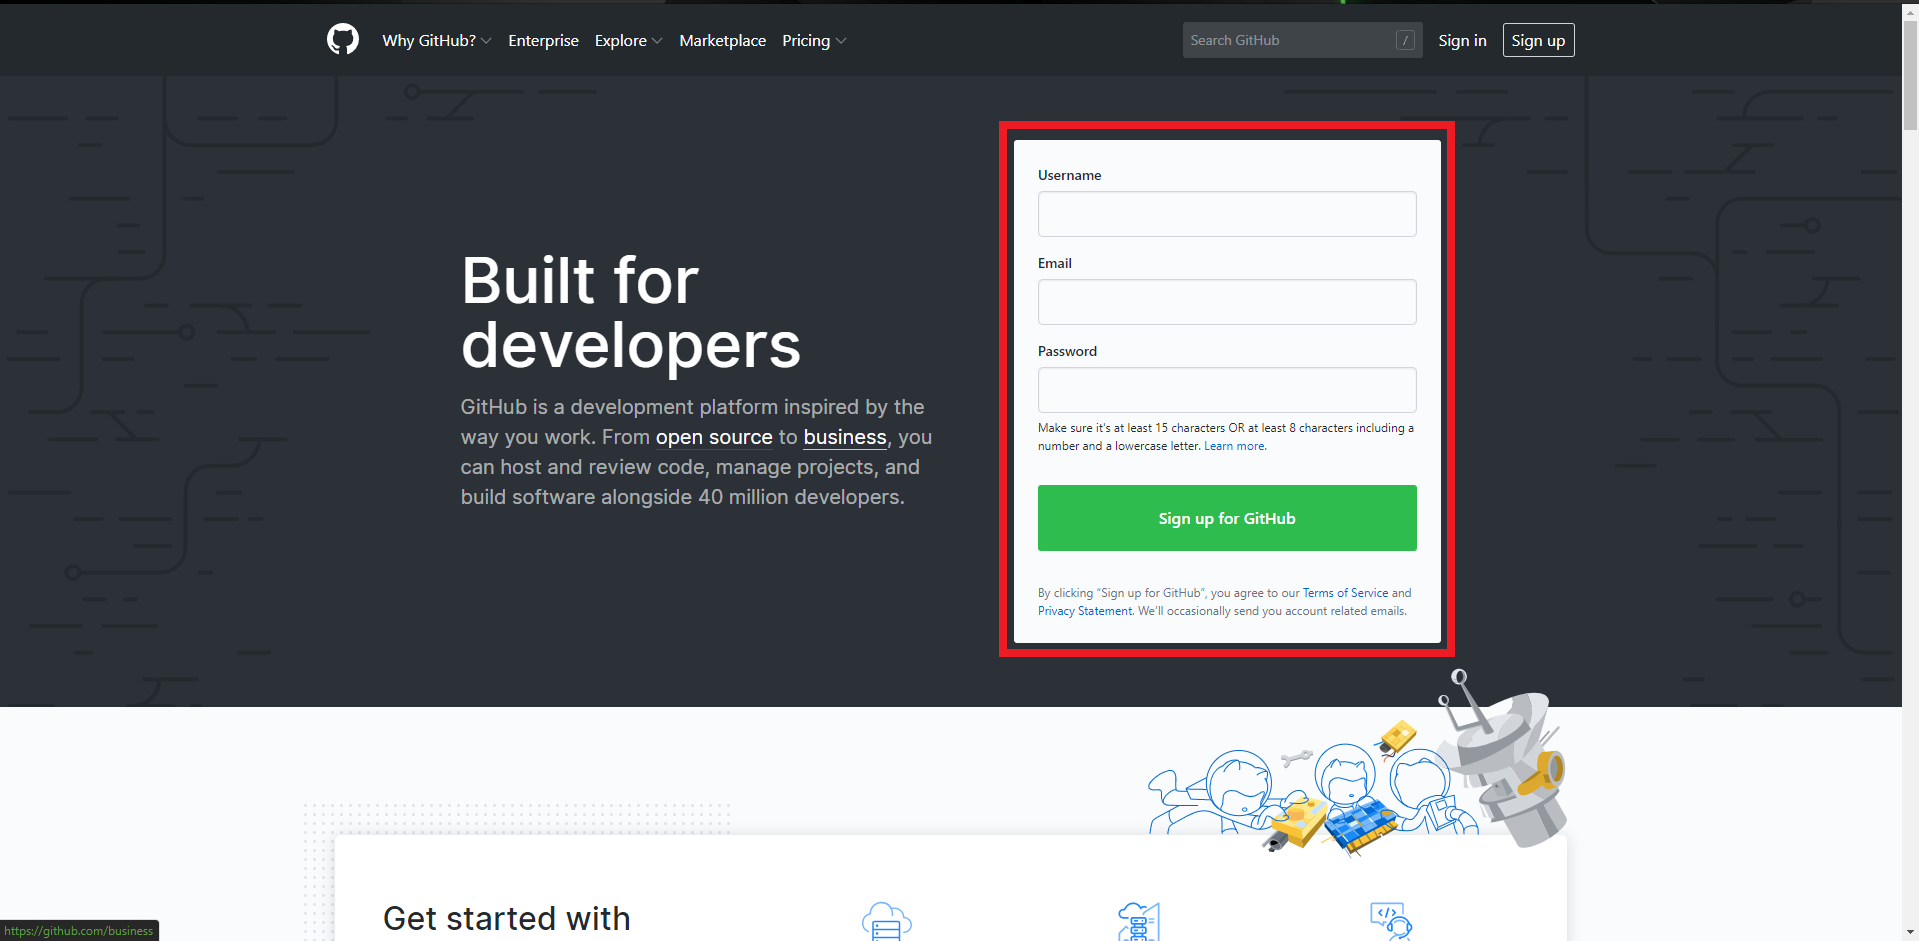 Why GitHub? Enterprise Explore Marketplace Pricing Search GitHub / Sign in Sign up
Built for
developers
GitHub is a development platform inspired by the
way you work. From open source to business, you
can host and review code, manage projects, and
build software alongside 40 million developers.
Username
Email
Password
Make sure it's at least 15 characters OR at least 8 characters including a
number and a lowercase letter. Learn more.
Sign up for GitHub
By clicking “Sign up for GitHub”, you agree to our Terms of Service and
Privacy Statement. We’ll occasionally send you account related emails.
Get started with
</>
https://github.com/business